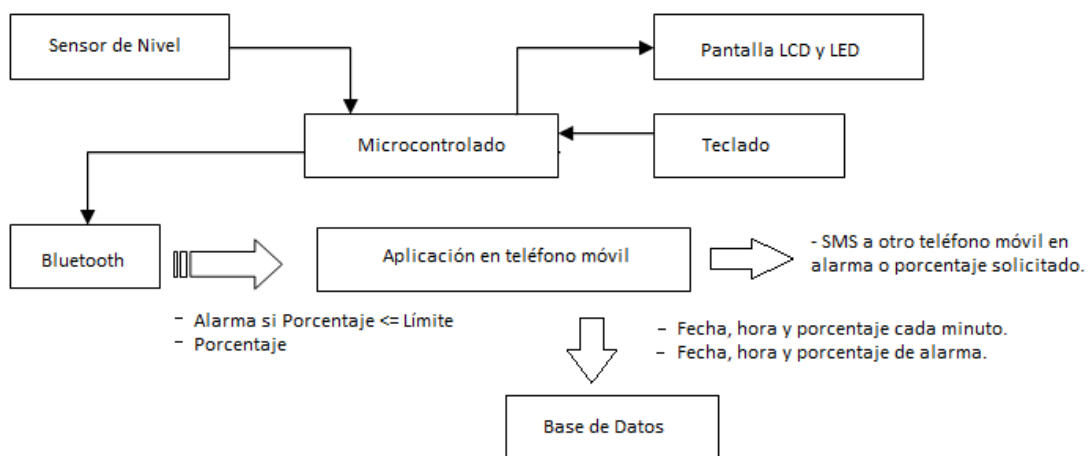 Sensor de Nivel
Pantalla LCD y LED
Microcontrolado
Teclado
Bluetooth
Aplicación en teléfono móvil
- SMS a otro teléfono móvil en
alarma o porcentaje solicitado.
- Alarma si Porcentaje <= Límite
- Porcentaje
- Fecha, hora y porcentaje cada minuto.
- Fecha, hora y porcentaje de alarma.
Base de Datos